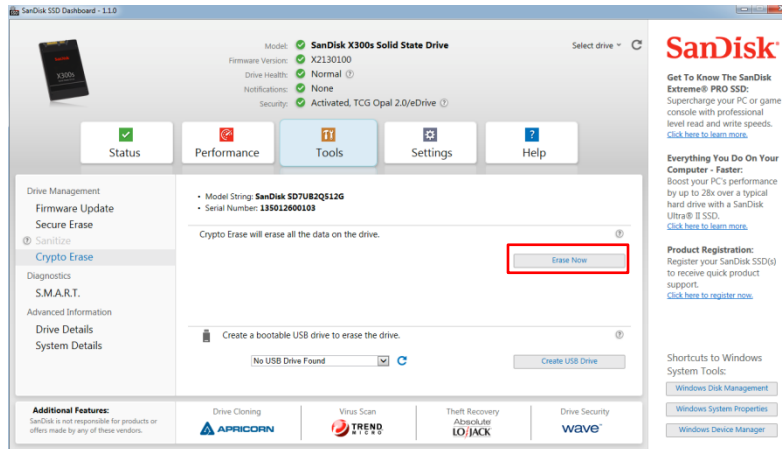 SanDisk SSD Dashboard - 1.1.0
SanDisk
X300s
Model: SanDisk X300s Solid State Drive
Firmware Version: X2130100
Drive Health: Normal ?
Notifications: None
Security: Activated, TCG Opal 2.0/eDrive ?
Select drive
Status
Performance
Tools
Settings
? Help
Drive Management
Firmware Update
Secure Erase
? Sanitize
Crypto Erase
Diagnostics
S.M.A.R.T.
Advanced Information
Drive Details
System Details
• Model String: SanDisk SD7UB2Q512G
• Serial Number: 135012600103
Crypto Erase will erase all the data on the drive. ?
Erase Now
Create a bootable USB drive to erase the drive. ?
No USB Drive Found
Create USB Drive
Additional Features:
SanDisk is not responsible for products or
offers made by any of these vendors.
Drive Cloning
APRICORN
Virus Scan
TREND
MICRO
Theft Recovery
Absolute
LO/JACK
Drive Security
wave
SanDisk
Get To Know The SanDisk
Extreme® PRO SSD:
Supercharge your PC or game
console with professional
level read and write speeds.
Click here to learn more.
Everything You Do On Your
Computer - Faster:
Boost your PC's performance
by up to 28x over a typical
hard drive with a SanDisk
Ultra® II SSD.
Click here to learn more.
Product Registration:
Register your SanDisk SSD(s)
to receive quick product
support.
Click here to register now.
Shortcuts to Windows
System Tools:
Windows Disk Management
Windows System Properties
Windows Device Manager